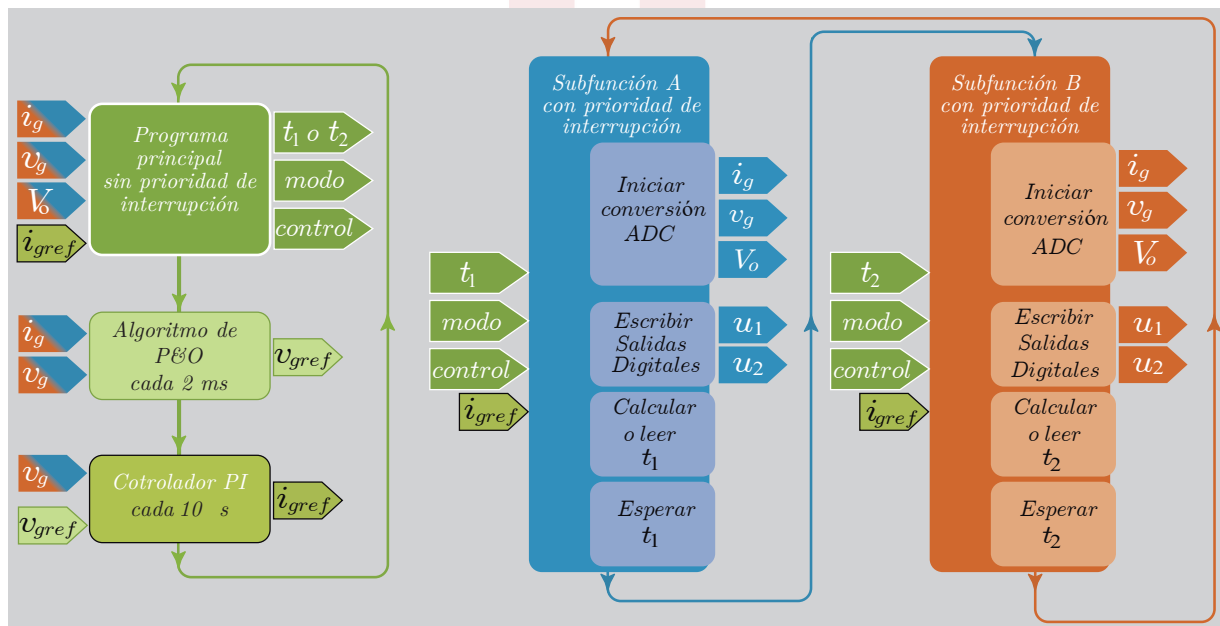 i_g
v_g
V_o
i_gref
Programa
principal
sin prioridad de
interrupción
t_1 o t_2
modo
control
i_g
v_g
Algoritmo de
P&O
cada 2 ms
v_gref
v_g
v_gref
Cotrolador PI
cada 10 s
i_gref
Subfunción A
con prioridad de
interrupción
t_1
modo
control
i_gref
Iniciar
conversión
ADC
i_g
v_g
V_o
Escribir
Salidas
Digitales
u_1
u_2
Calcular
o leer
t_1
Esperar
t_1
Subfunción B
con prioridad de
interrupción
t_2
modo
control
i_gref
Iniciar
conversión
ADC
i_g
v_g
V_o
Escribir
Salidas
Digitales
u_1
u_2
Calcular
o leer
t_2
Esperar
t_2